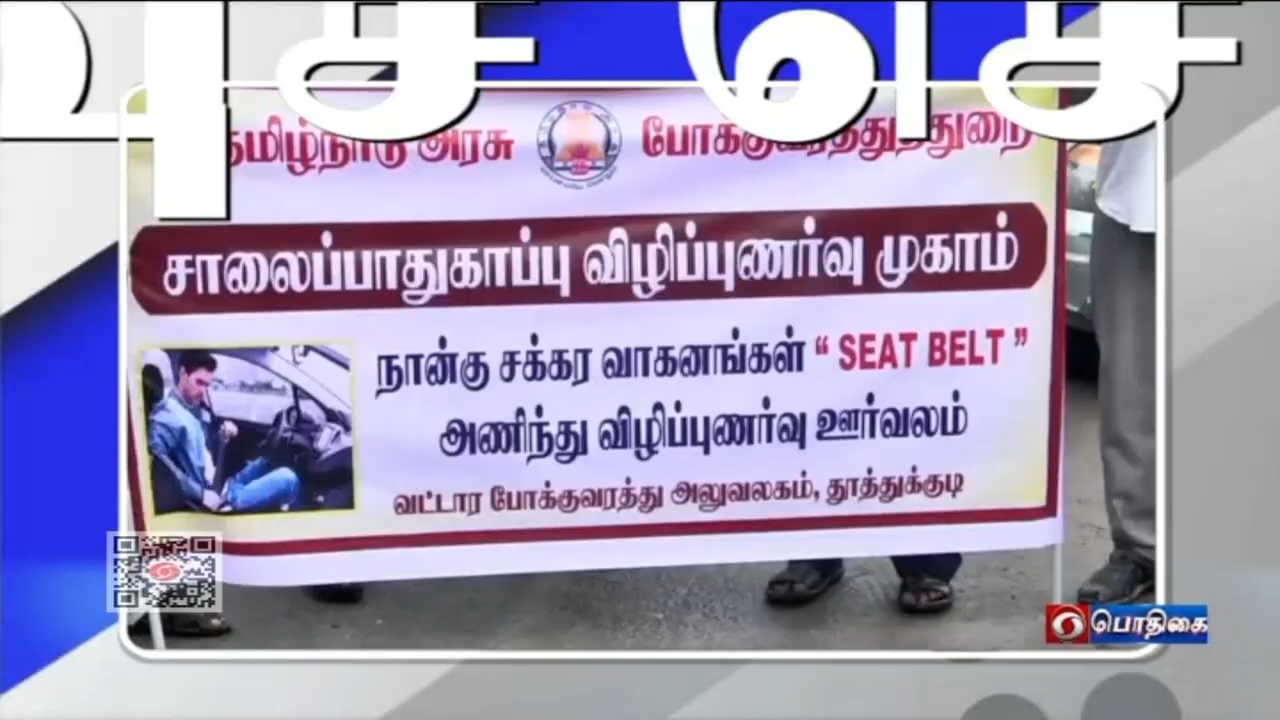 தமிழ்நாடு அரசு போக்குவரத்துத்துறை
சாலைப்பாதுகாப்பு விழிப்புணர்வு முகாம்
நான்கு சக்கர வாகனங்கள் “ SEAT BELT ”
அணிந்து விழிப்புணர்வு ஊர்வலம்
வட்டார போக்குவரத்து அலுவலகம், தூத்துக்குடி
பொதிகை